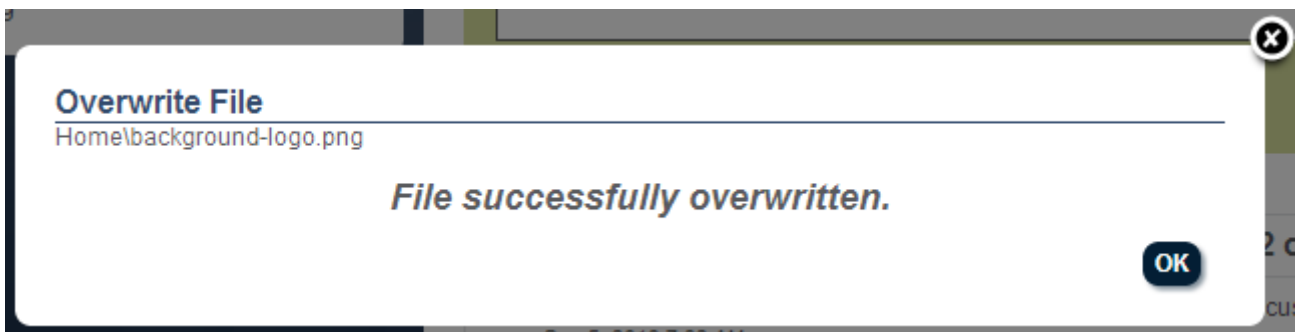 Overwrite File
Home\background-logo.png
File successfully overwritten.
OK